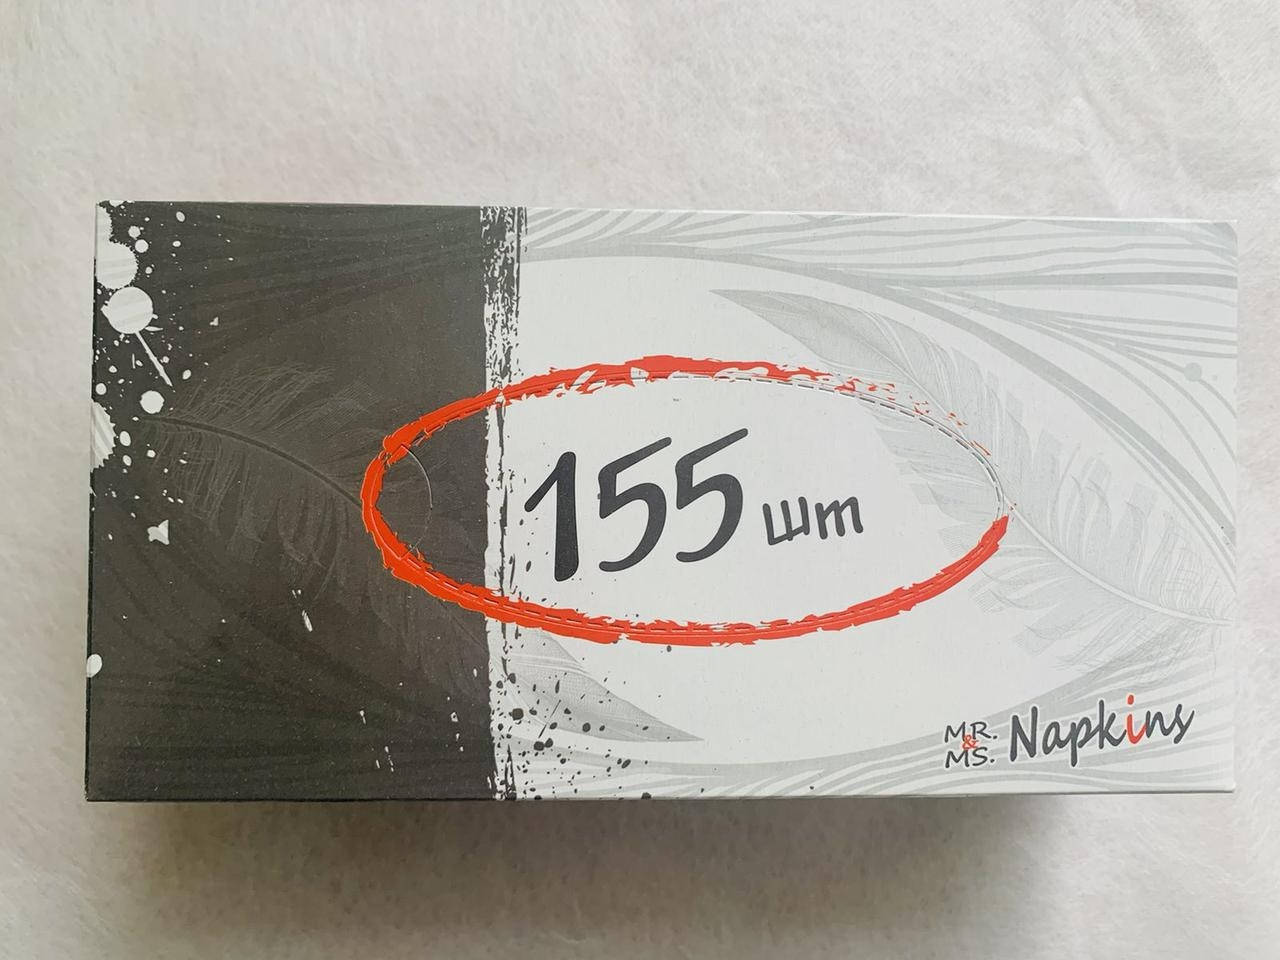 155 шт
MR.
&
MS. Napkins